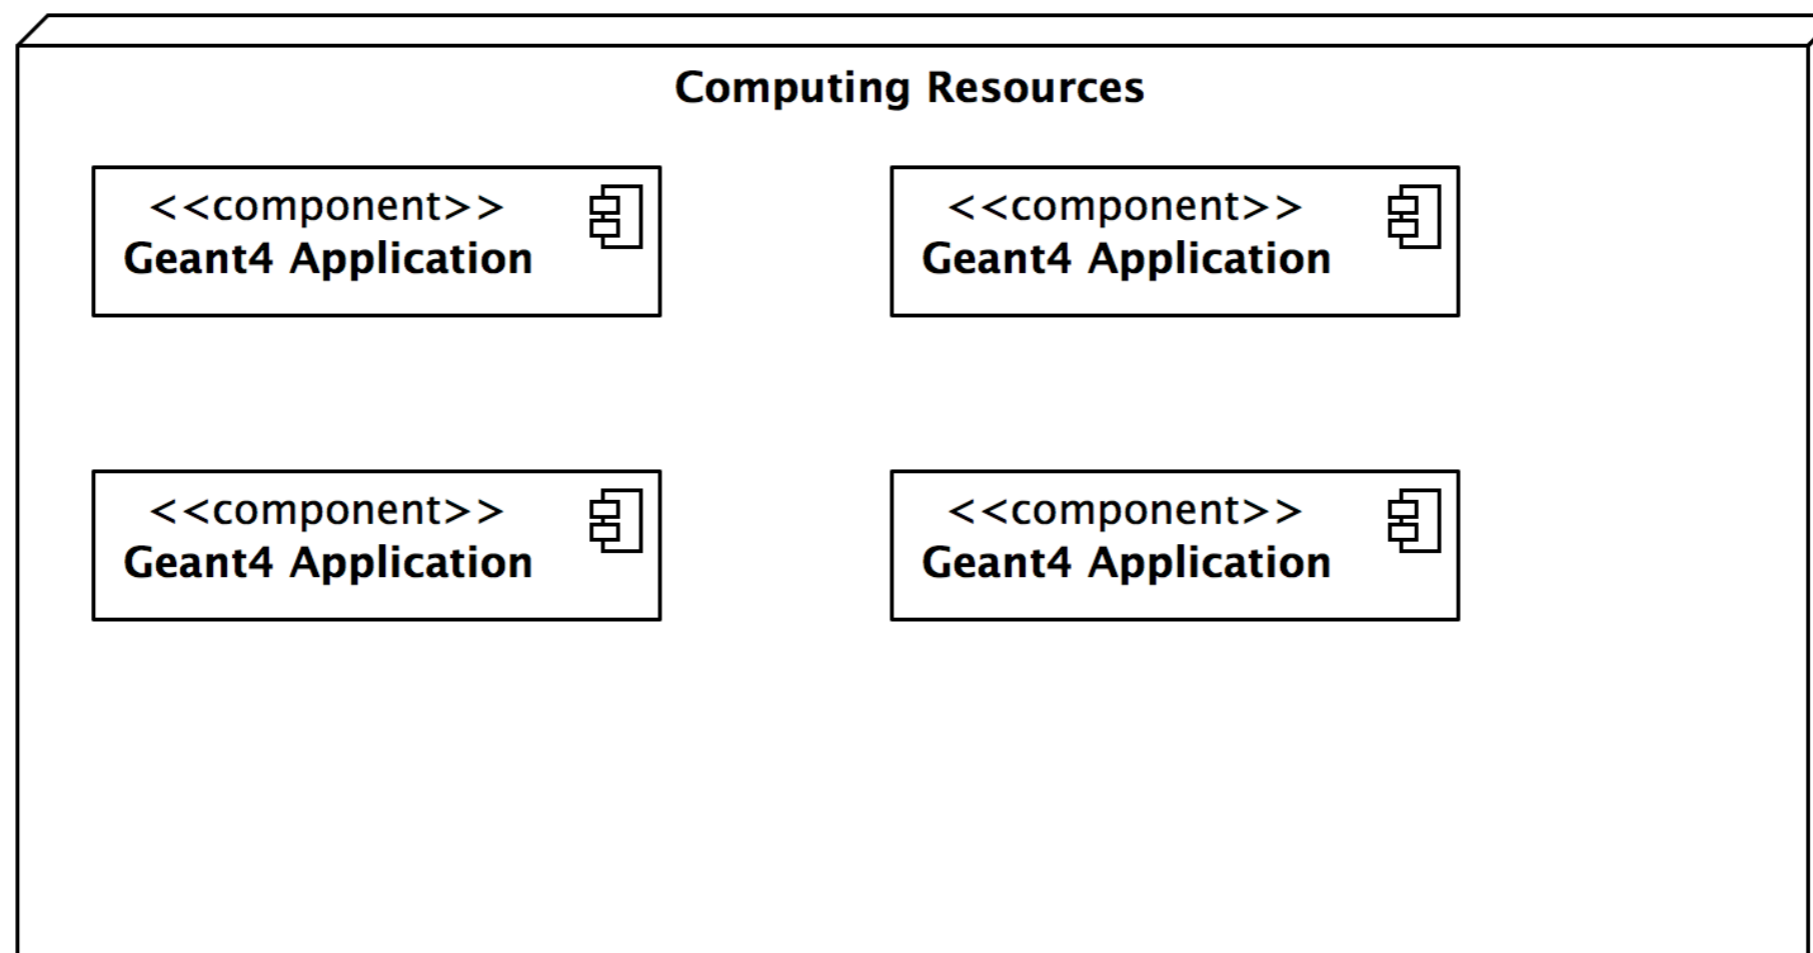 Computing Resources
<<component>>
Geant4 Application
<<component>>
Geant4 Application
<<component>>
Geant4 Application
<<component>>
Geant4 Application